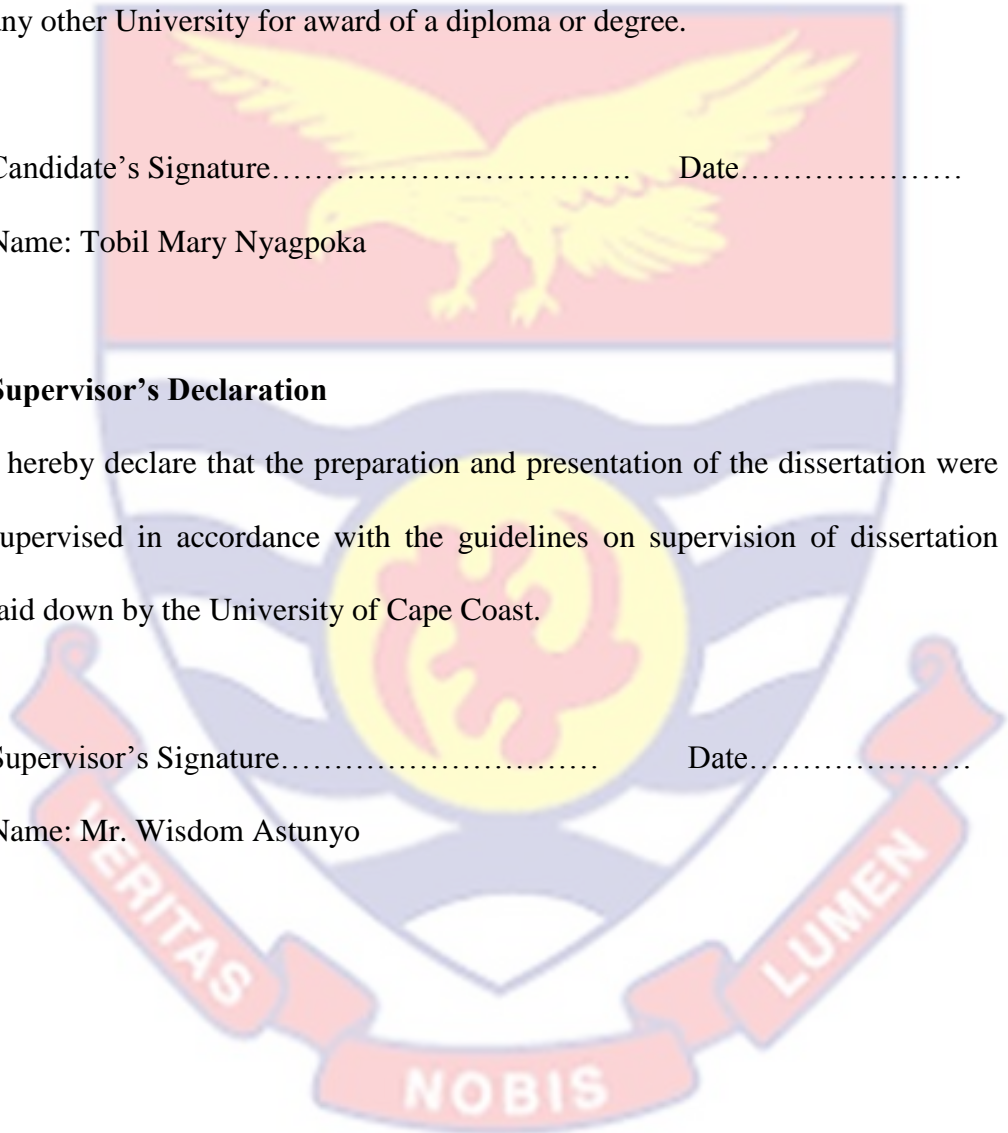 any other University for award of a diploma or degree.
Candidate’s Signature……………………………. Date…………………
Name: Tobil Mary Nyagpoka
Supervisor’s Declaration
hereby declare that the preparation and presentation of the dissertation were
supervised in accordance with the guidelines on supervision of dissertation
laid down by the University of Cape Coast.
Supervisor’s Signature………………………… Date…………………
Name: Mr. Wisdom Astunyo
VERITAS
NOBIS
LUMEN